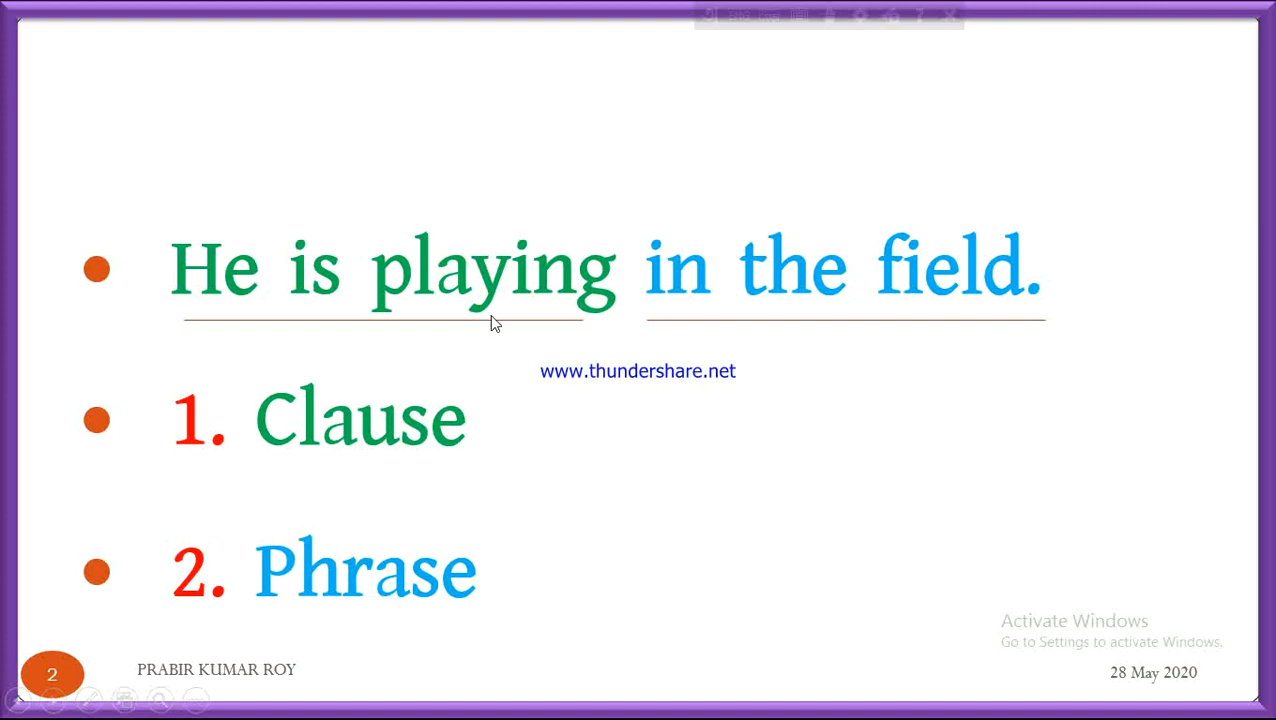 He is playing in the field.
www.thundershare.net
1. Clause
2. Phrase
Activate Windows
Go to Settings to activate Windows.
2
PRABIR KUMAR ROY
28 May 2020